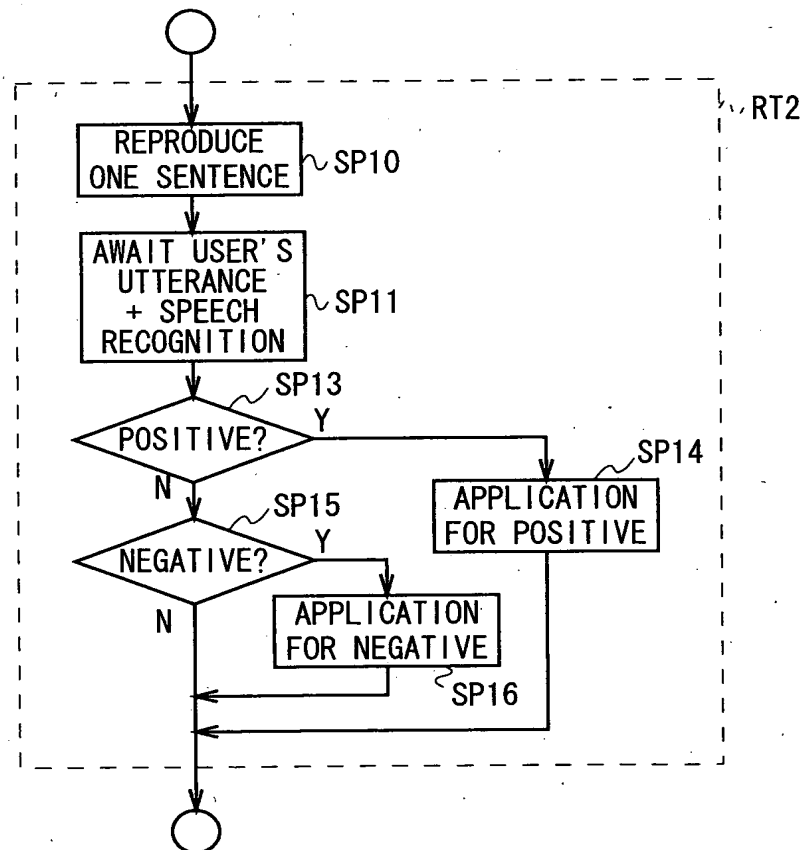 RT2
REPRODUCE
ONE SENTENCE
SP10
AWAIT USER'S
UTTERANCE
+ SPEECH
RECOGNITION
SP11
SP13
POSITIVE?
Y
N
SP14
APPLICATION
FOR POSITIVE
SP15
NEGATIVE?
Y
N
APPLICATION
FOR NEGATIVE
SP16